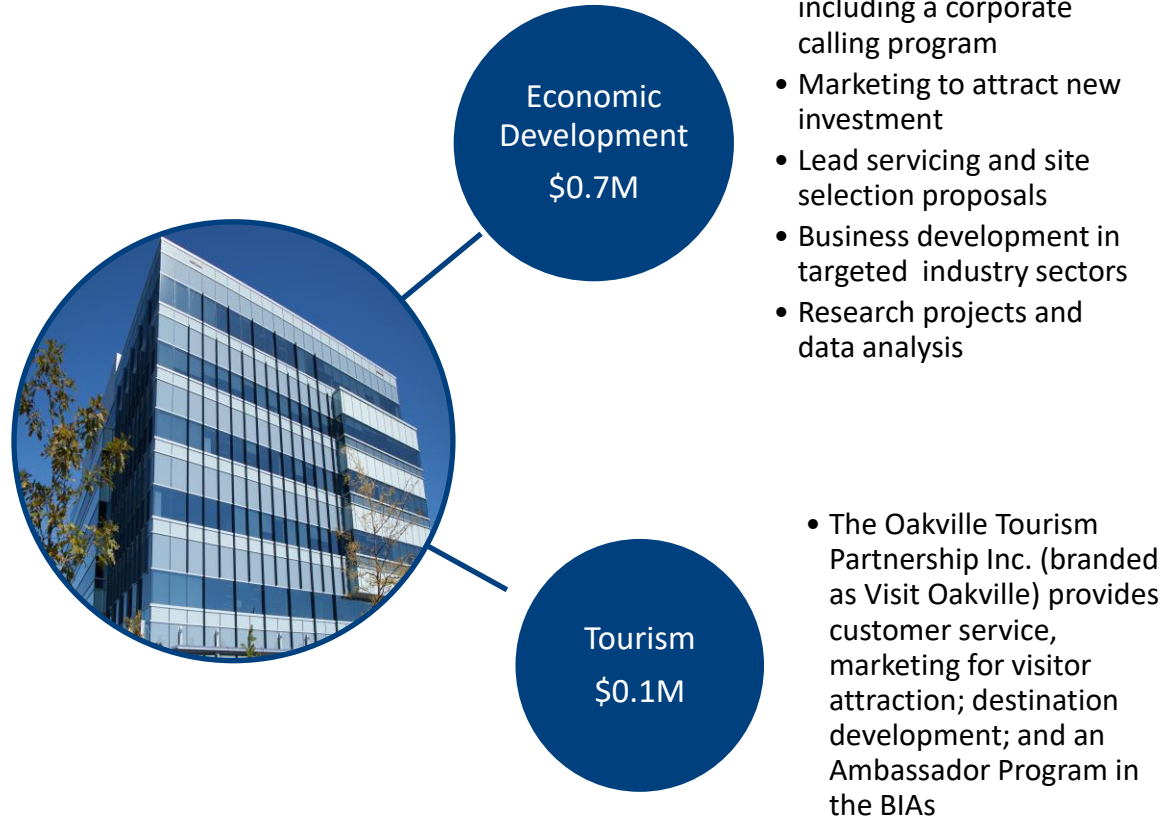 including a corporate
calling program
• Marketing to attract new
investment
• Lead servicing and site
selection proposals
• Business development in
targeted industry sectors
• Research projects and
data analysis
Economic
Development
$0.7M
• The Oakville Tourism
Partnership Inc. (branded
as Visit Oakville) provides
customer service,
marketing for visitor
attraction; destination
development; and an
Ambassador Program in
the BIAs
Tourism
$0.1M